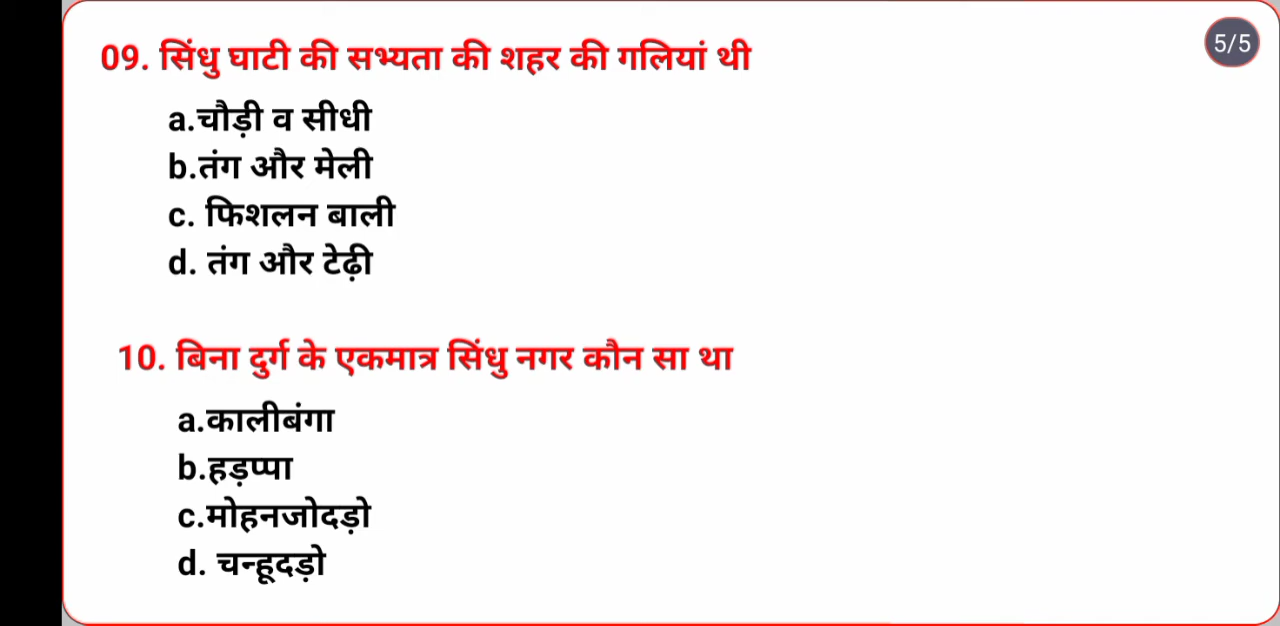 5/5
09. सिंधु घाटी की सभ्यता की शहर की गलियां थी
a.चौड़ी व सीधी
b.तंग और मेली
c. फिशलन बाली
d. तंग और टेढ़ी
10. बिना दुर्ग के एकमात्र सिंधु नगर कौन सा था
a.कालीबंगा
b.हड़प्पा
c.मोहनजोदड़ो
d. चन्हूदड़ो